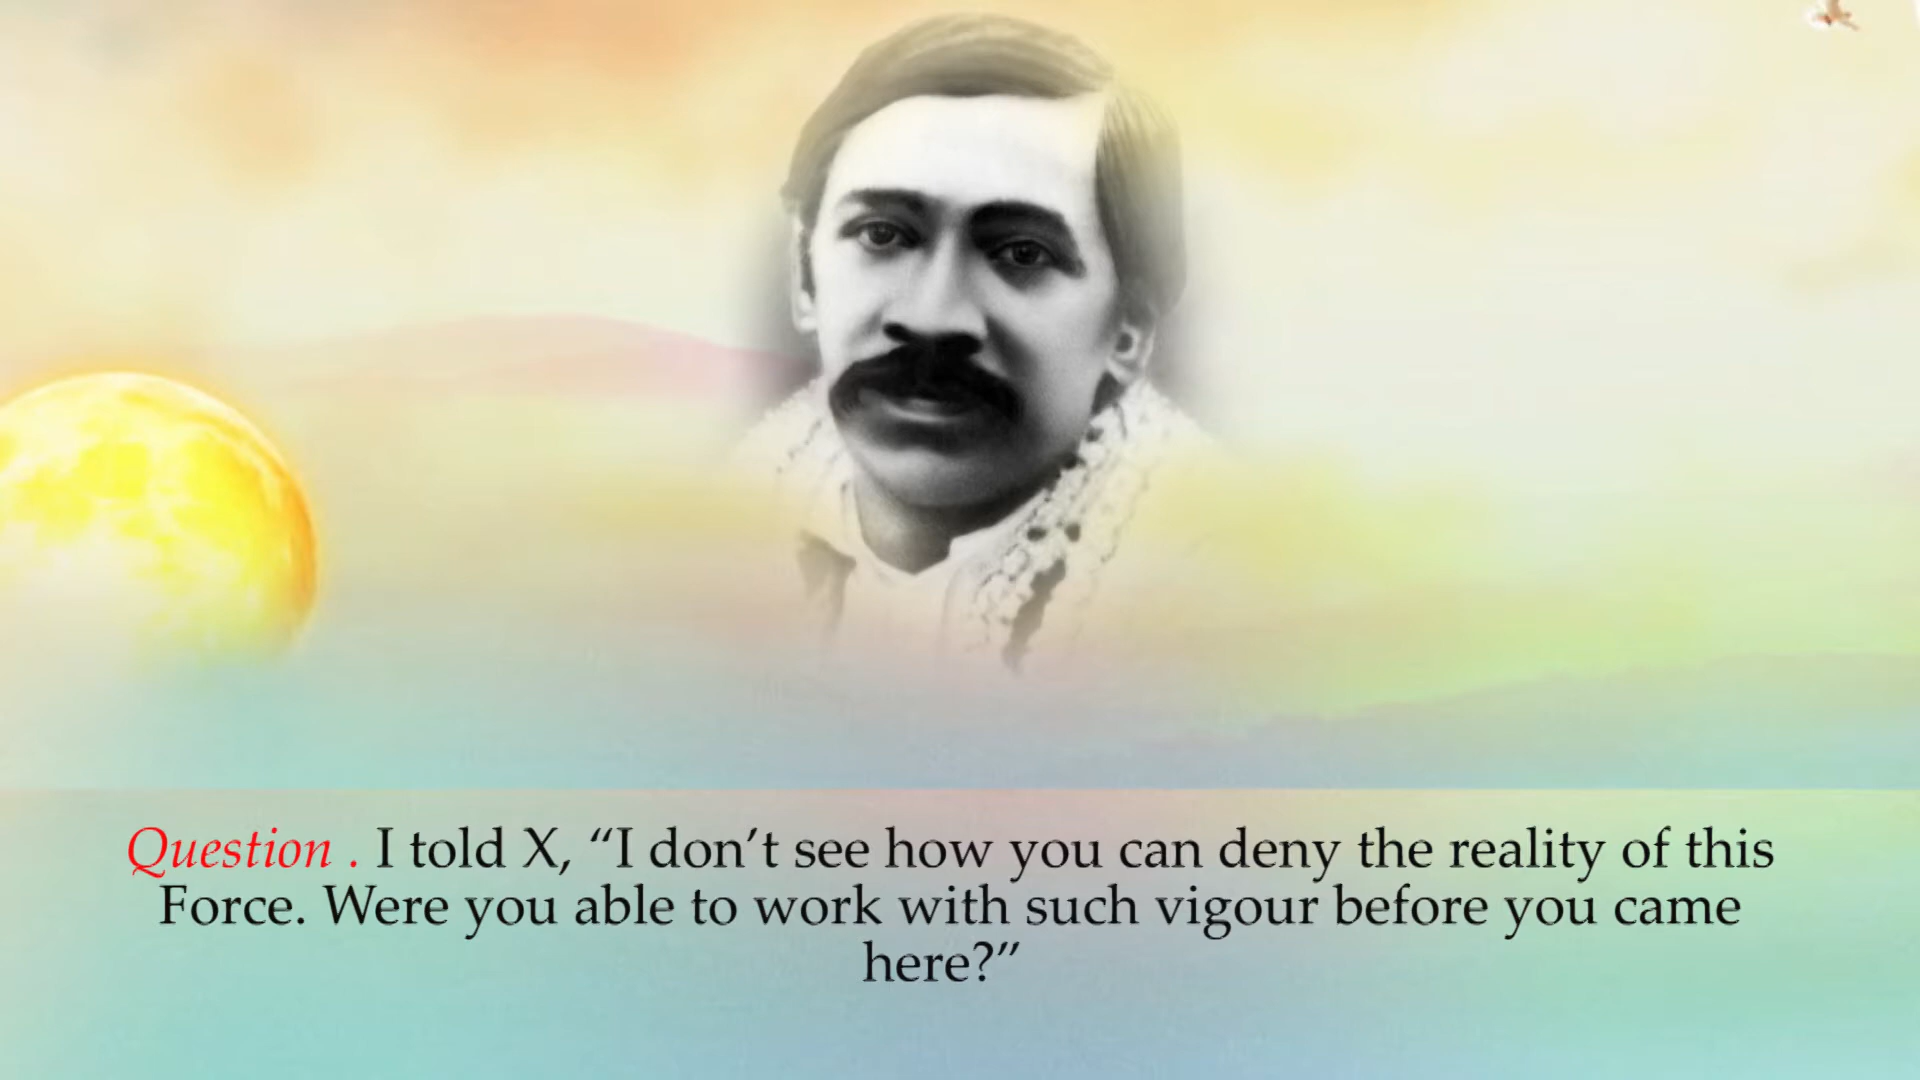 Question . I told X, “I don’t see how you can deny the reality of this
Force. Were you able to work with such vigour before you came
here?”